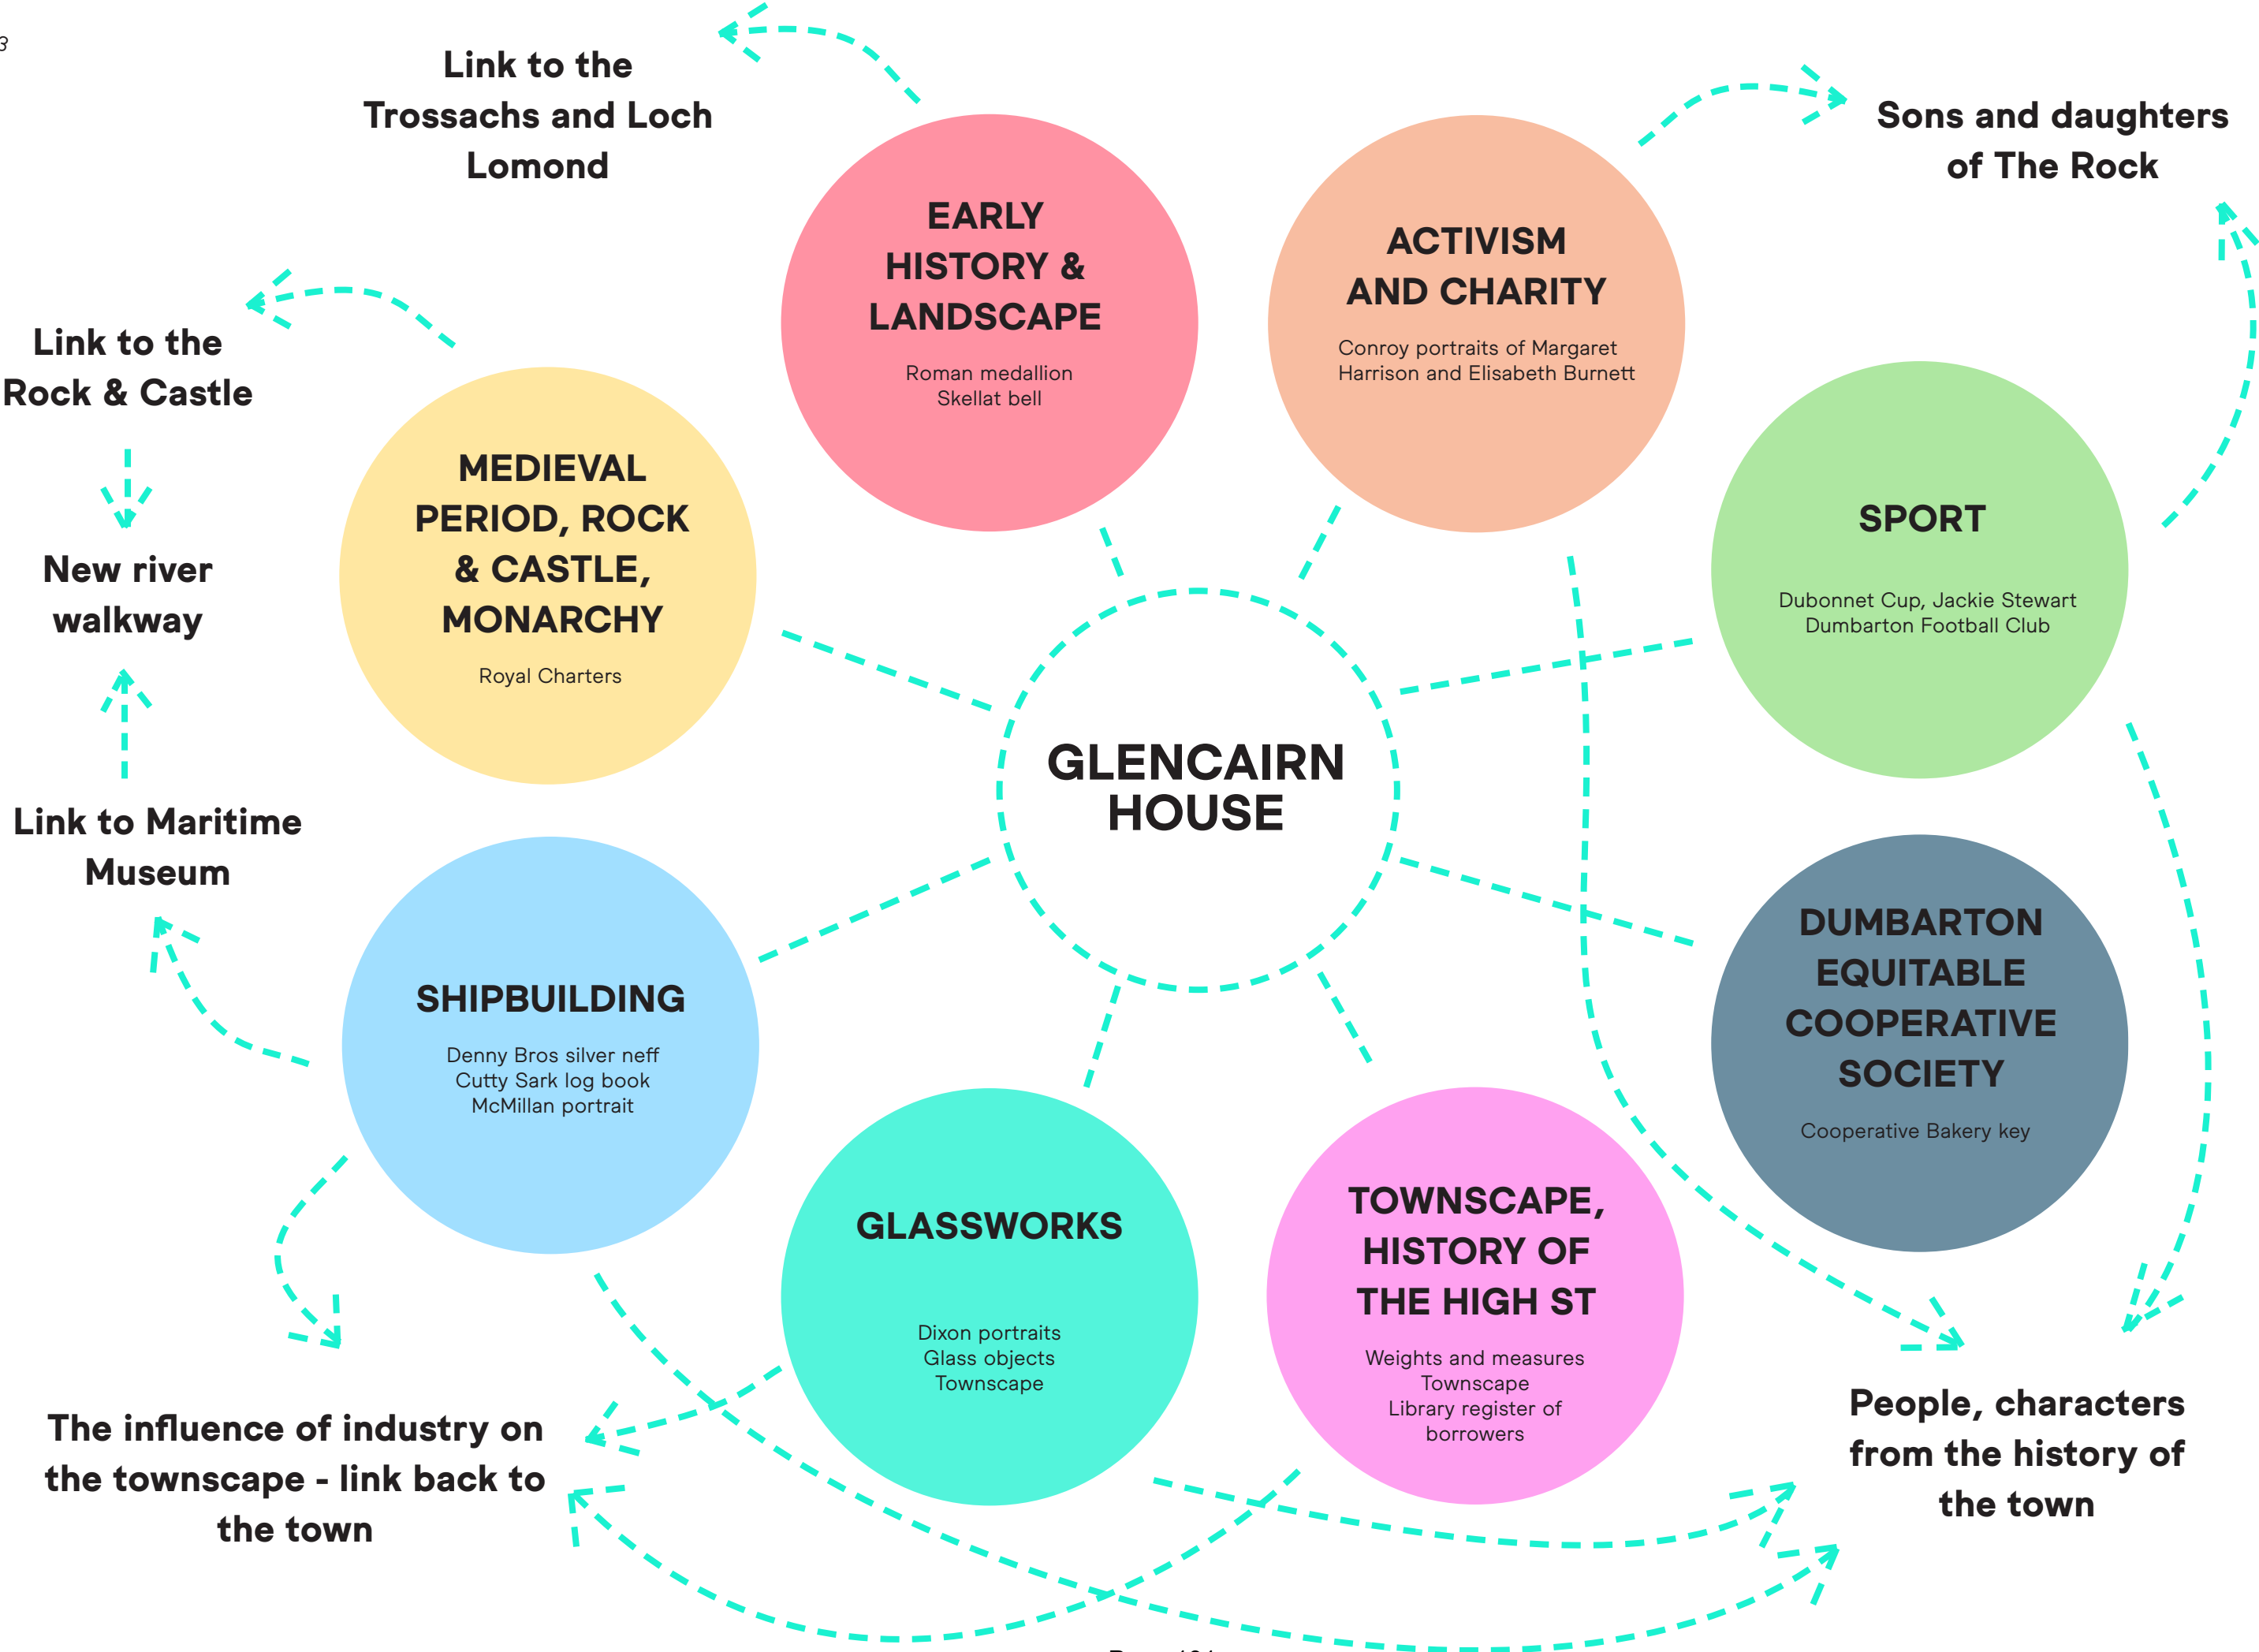 3
Link to the
Trossachs and Loch
Lomond
Sons and daughters
of The Rock
EARLY
HISTORY &
LANDSCAPE
Roman medallion
Skellat bell
ACTIVISM
AND CHARITY
Conroy portraits of Margaret
Harrison and Elisabeth Burnett
Link to the
Rock & Castle
MEDIEVAL
PERIOD, ROCK
& CASTLE,
MONARCHY
Royal Charters
SPORT
Dubonnet Cup, Jackie Stewart
Dumbarton Football Club
New river
walkway
GLENCAIRN
HOUSE
Link to Maritime
Museum
SHIPBUILDING
Denny Bros silver neff
Cutty Sark log book
McMillan portrait
DUMBARTON
EQUITABLE
COOPERATIVE
SOCIETY
Cooperative Bakery key
GLASSWORKS
Dixon portraits
Glass objects
Townscape
TOWNSCAPE,
HISTORY OF
THE HIGH ST
Weights and measures
Townscape
Library register of
borrowers
The influence of industry on
the townscape - link back to
the town
People, characters
from the history of
the town